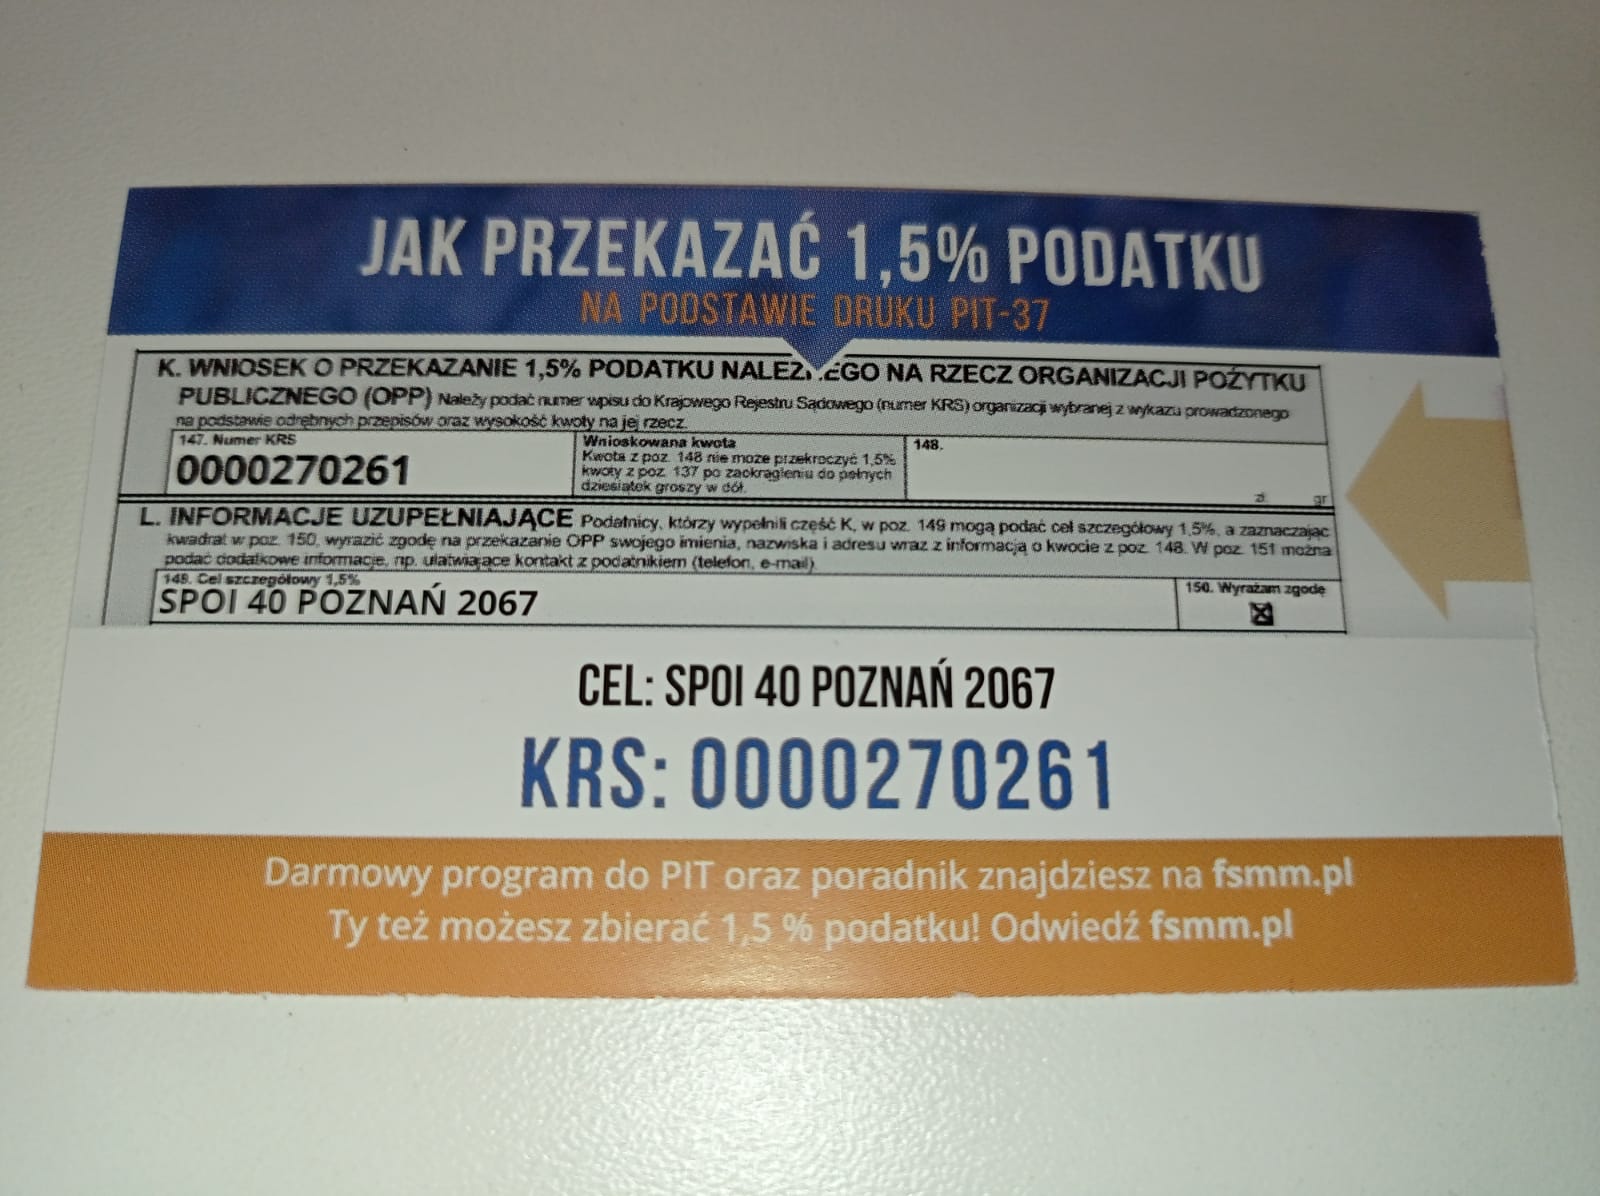 JAK PRZEKAZAĆ 1,5% PODATKU
NA PODSTAWIE DRUKU PIT-37
K. WNIOSEK O PRZEKAZANIE 1,5% PODATKU NALEŻ EGO NA RZECZ ORGANIZACJI POŻYTKU
PUBLICZNEGO (OPP) Należy podać numer wpisu do Krajowego Rejestru Sądowego (numer KRS) organizacji wybranej z wykazu prowadzonego
na podstawie odrębnych przepisów oraz wysokość kwoty na jej rzecz.
147. Numer KRS
0000270261
Wnioskowana kwota
Kwota z poz. 148 nie może przekroczyć 1,5%
kwoty z poz. 137 po zaokrągleniu do pełnych
dziesiątek groszy w dół.
148.
zł gr
L. INFORMACJE UZUPEŁNIAJĄCE Podatnicy, którzy wypełnili część K, w poz. 149 mogą podać cel szczegółowy 1,5%, a zaznaczając
kwadrat w poz. 150, wyrazić zgodę na przekazanie OPP swojego imienia, nazwiska i adresu wraz z informacją o kwocie z poz. 148. W poz. 151 można
podać dodatkowe informacje, np. ułatwiające kontakt z podatnikiem (telefon, e-mail).
149. Cel szczegółowy 1,5%
SPOI 40 POZNAŃ 2067
150. Wyrażam zgodę
CEL: SPOI 40 POZNAŃ 2067
KRS: 0000270261
Darmowy program do PIT oraz poradnik znajdziesz na fsmm.pl
Ty też możesz zbierać 1,5 % podatku! Odwiedź fsmm.pl